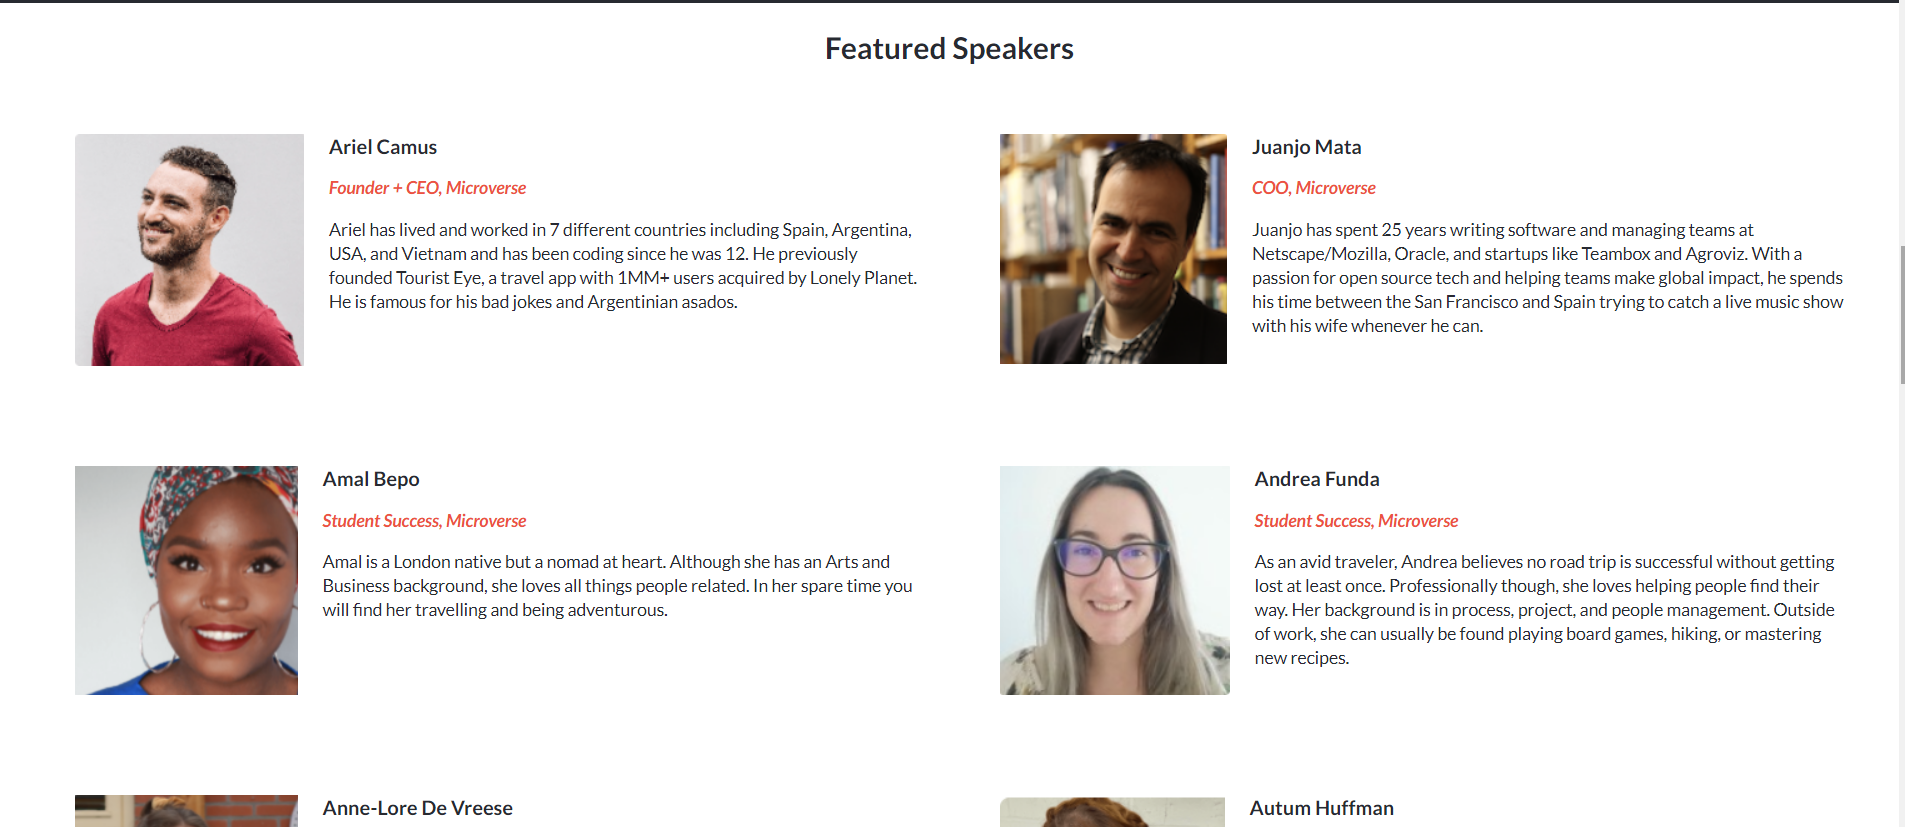 Featured Speakers
Ariel Camus
Founder + CEO, Microverse
Ariel has lived and worked in 7 different countries including Spain, Argentina,
USA, and Vietnam and has been coding since he was 12. He previously
founded Tourist Eye, a travel app with 1MM+ users acquired by Lonely Planet.
He is famous for his bad jokes and Argentinian asados.
Juanjo Mata
COO, Microverse
Juanjo has spent 25 years writing software and managing teams at
Netscape/Mozilla, Oracle, and startups like Teambox and Agroviz. With a
passion for open source tech and helping teams make global impact, he spends
his time between the San Francisco and Spain trying to catch a live music show
with his wife whenever he can.
Amal Bepo
Student Success, Microverse
Amal is a London native but a nomad at heart. Although she has an Arts and
Business background, she loves all things people related. In her spare time you
will find her travelling and being adventurous.
Andrea Funda
Student Success, Microverse
As an avid traveler, Andrea believes no road trip is successful without getting
lost at least once. Professionally though, she loves helping people find their
way. Her background is in process, project, and people management. Outside
of work, she can usually be found playing board games, hiking, or mastering
new recipes.
Anne-Lore De Vreese
Autum Huffman